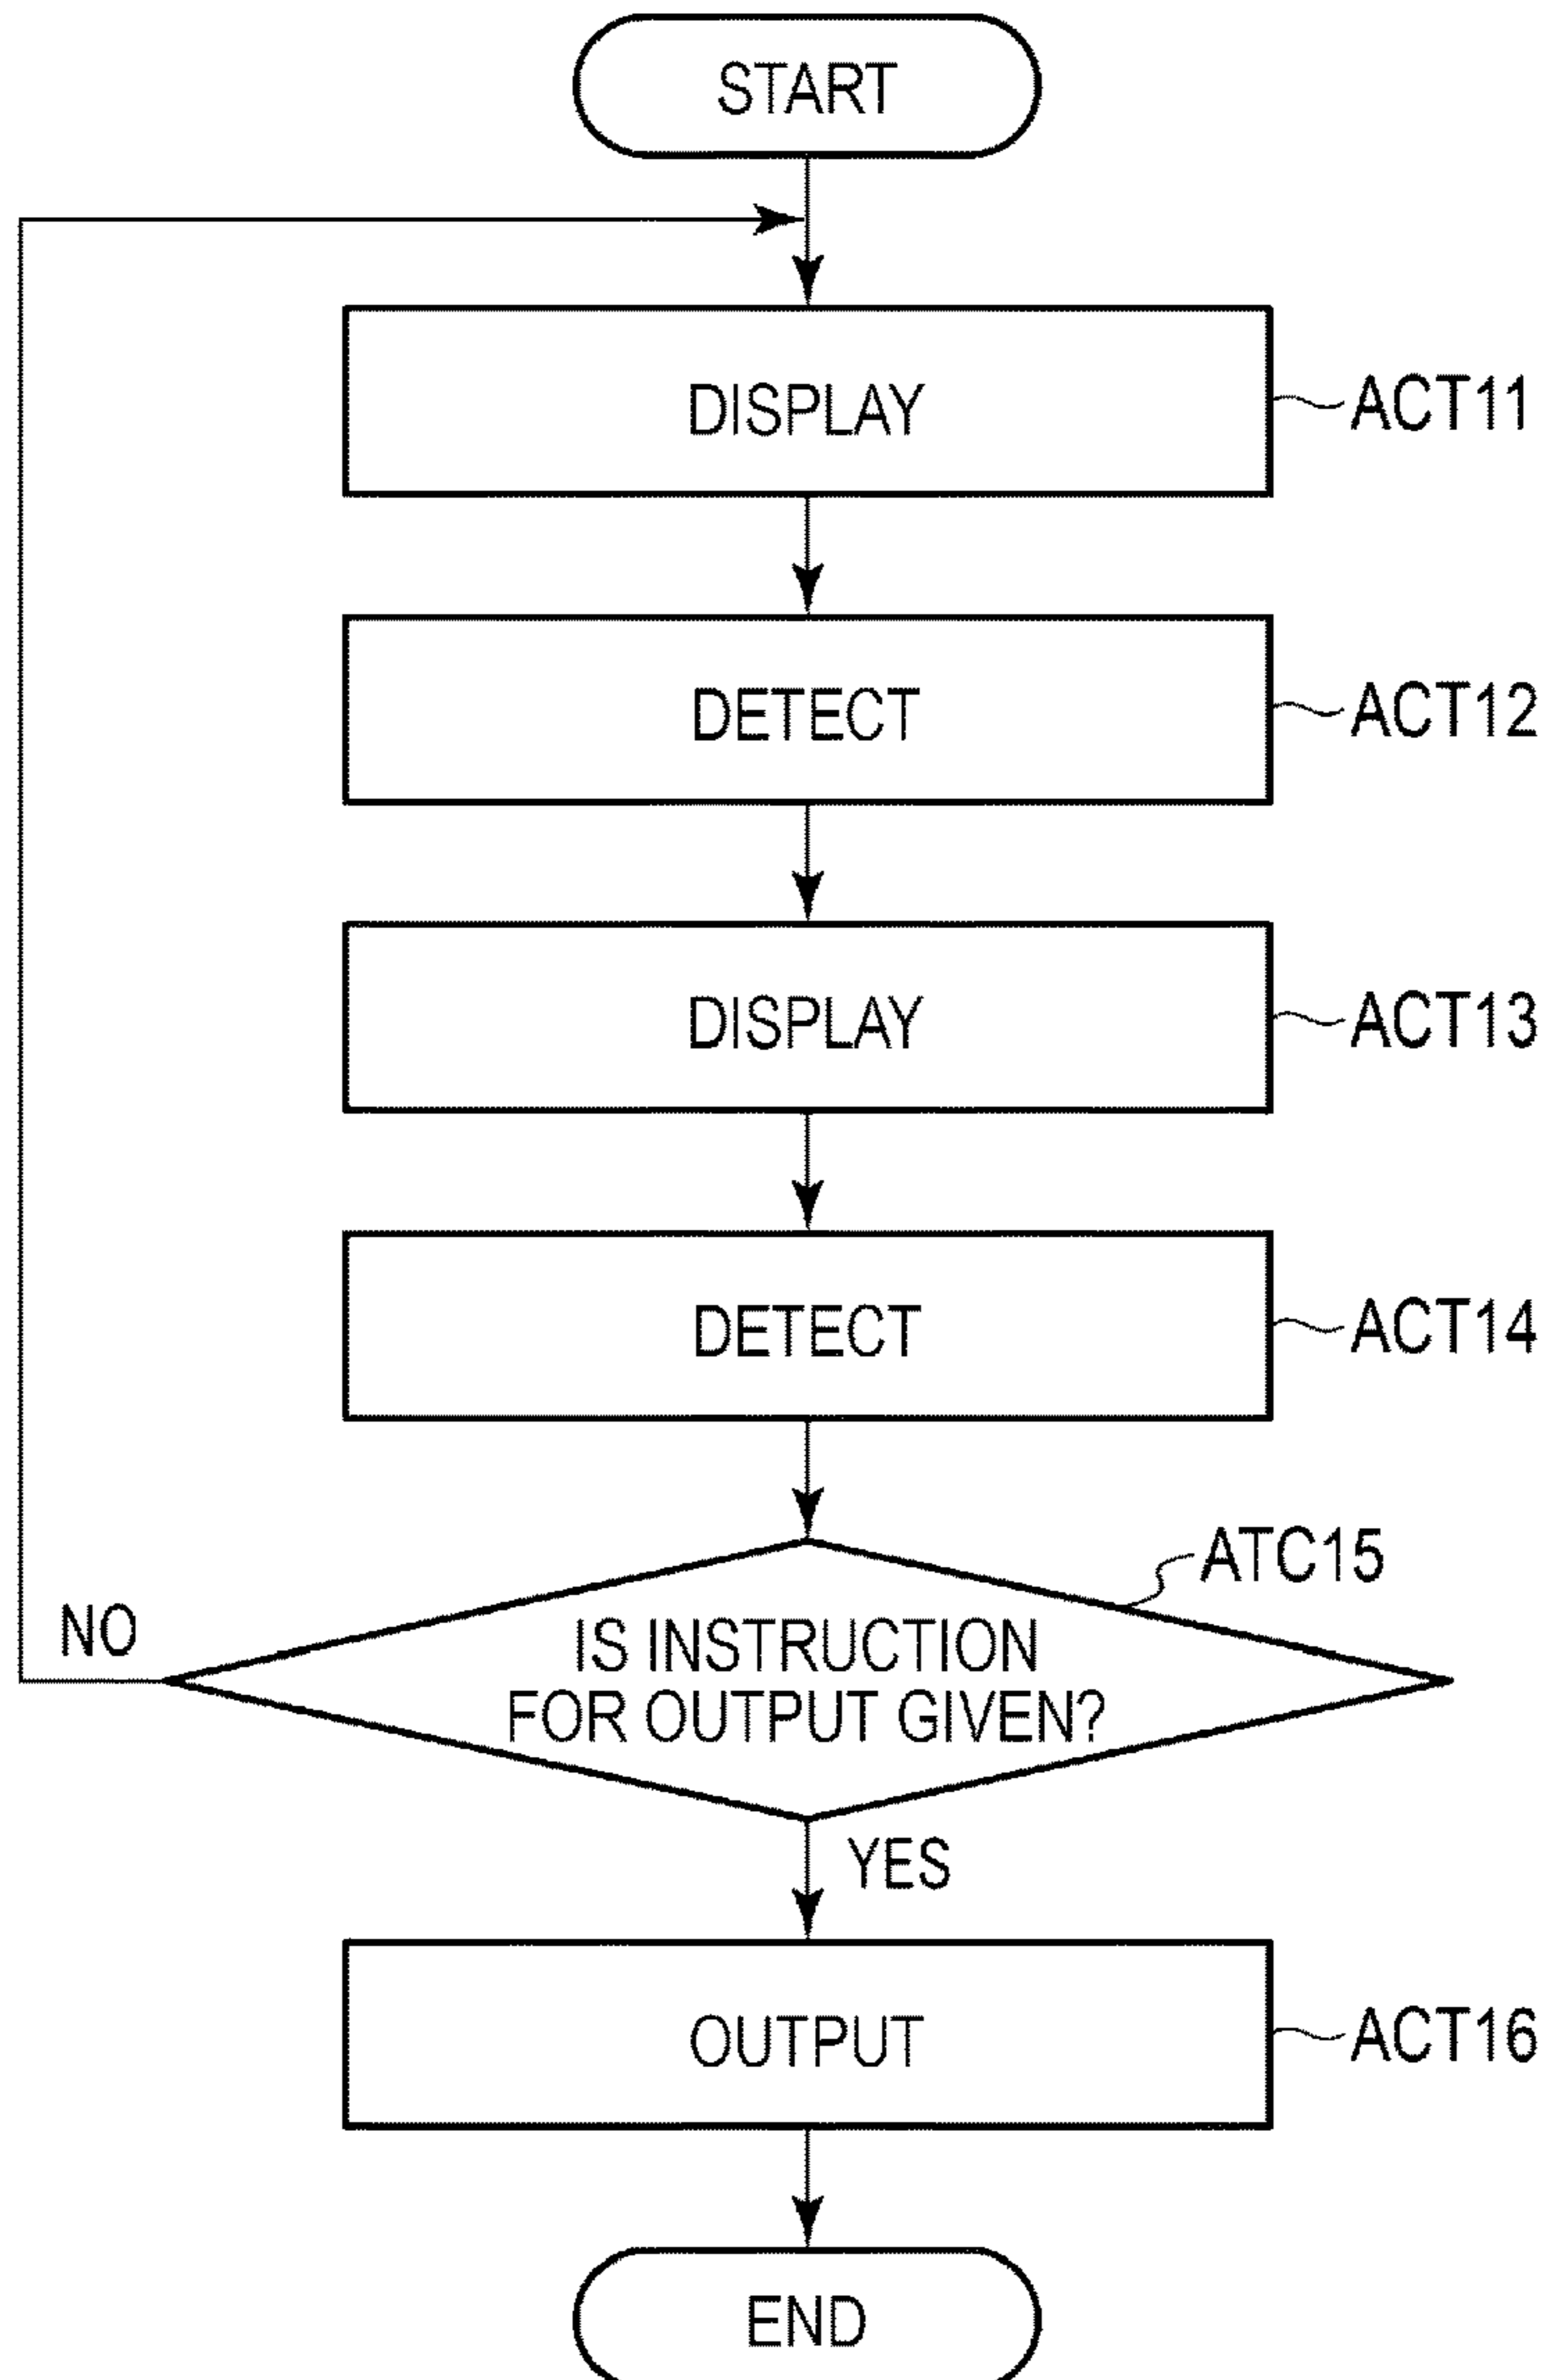 START
DISPLAY
ACT11
DETECT
ACT12
DISPLAY
ACT13
DETECT
ACT14
ATC15
IS INSTRUCTION
FOR OUTPUT GIVEN?
NO
YES
OUTPUT
ACT16
END